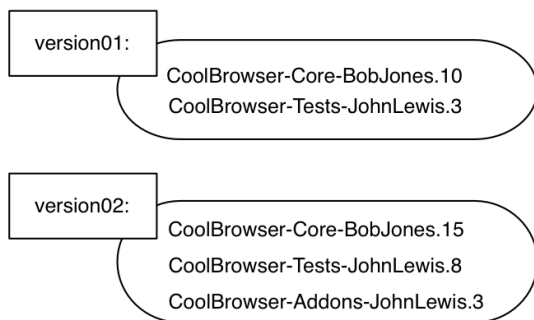 version01:
CoolBrowser-Core-BobJones.10
CoolBrowser-Tests-JohnLewis.3
version02:
CoolBrowser-Core-BobJones.15
CoolBrowser-Tests-JohnLewis.8
CoolBrowser-Addons-JohnLewis.3